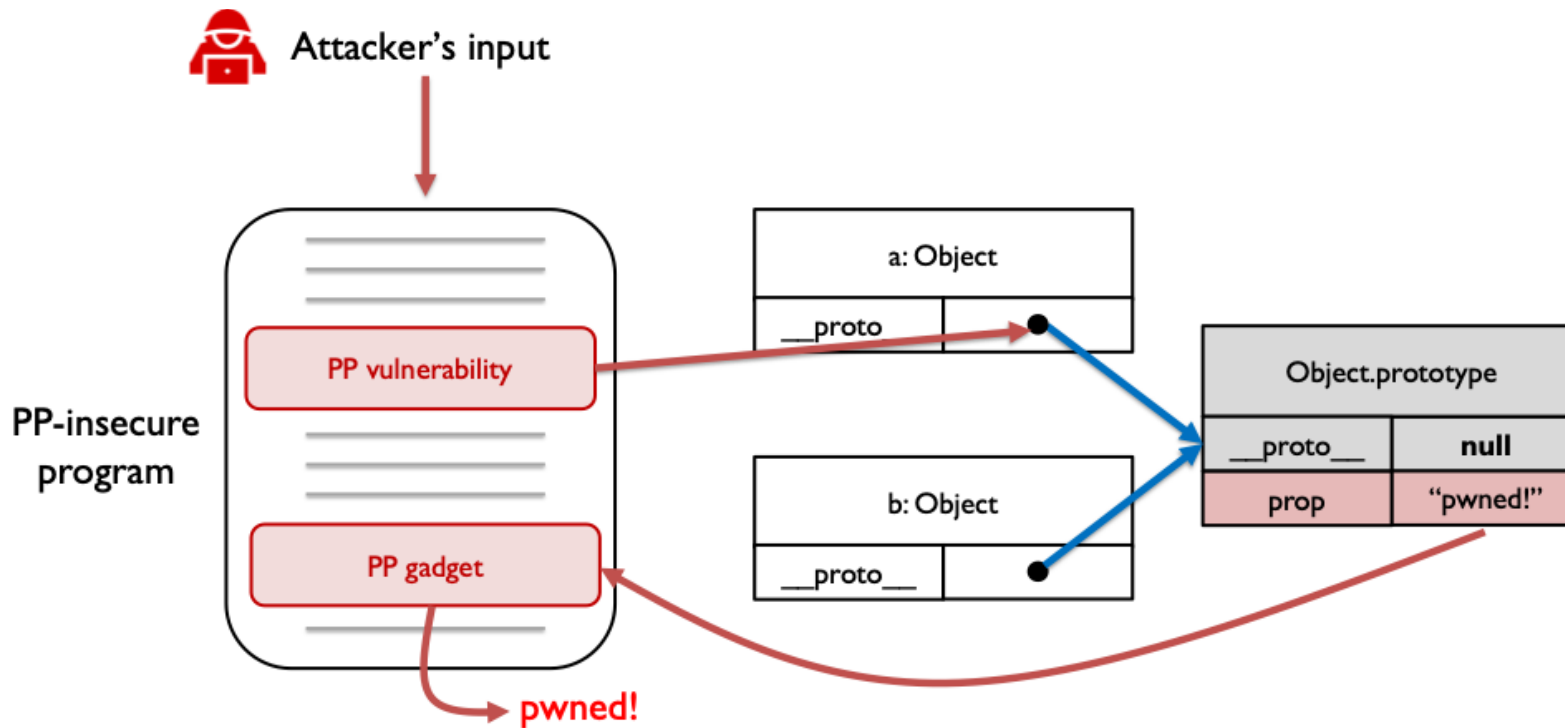 Attacker's input
PP-insecure
program
PP vulnerability
PP gadget
pwned!
a: Object
__proto__
b: Object
__proto__
Object.prototype
__proto__ null
prop “pwned!”